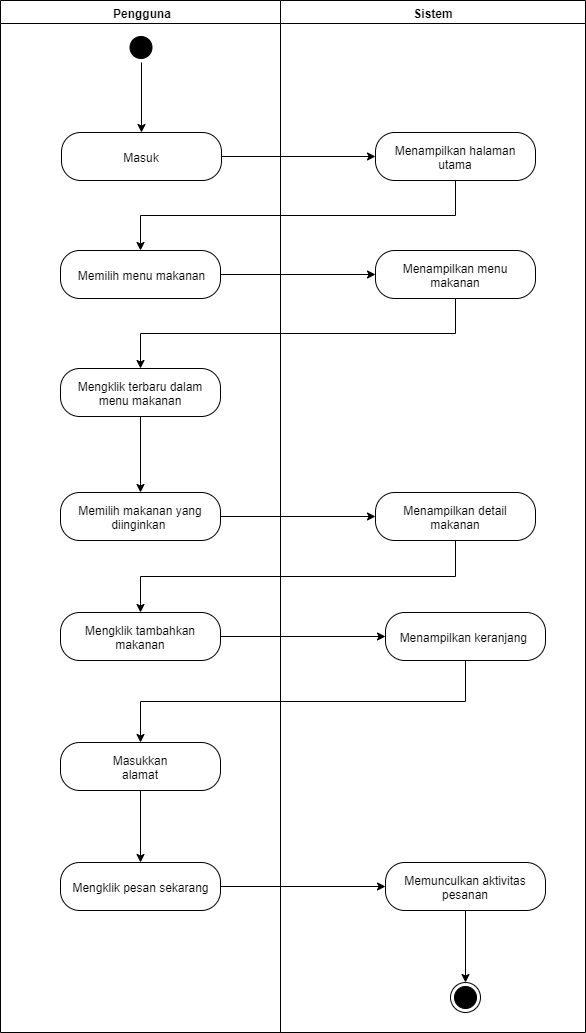 Pengguna
Sistem
Masuk
Menampilkan halaman
utama
Memilih menu makanan
Menampilkan menu
makanan
Mengklik terbaru dalam
menu makanan
Memilih makanan yang
diinginkan
Menampilkan detail
makanan
Mengklik tambahkan
makanan
Menampilkan keranjang
Masukkan
alamat
Mengklik pesan sekarang
Memunculkan aktivitas
pesanan